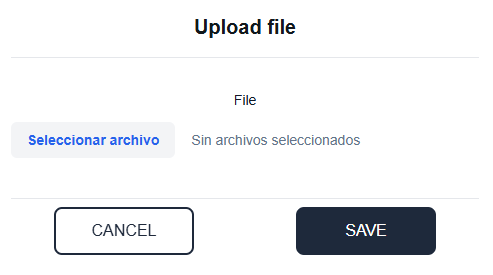 Upload file
File
Seleccionar archivo Sin archivos seleccionados
CANCEL SAVE